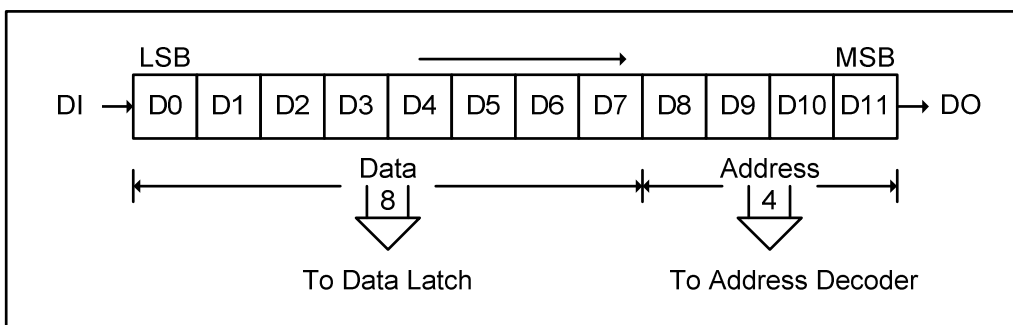 LSB MSB
DI D0 D1 D2 D3 D4 D5 D6 D7 D8 D9 D10 D11 DO
Data Address
8 4
To Data Latch To Address Decoder